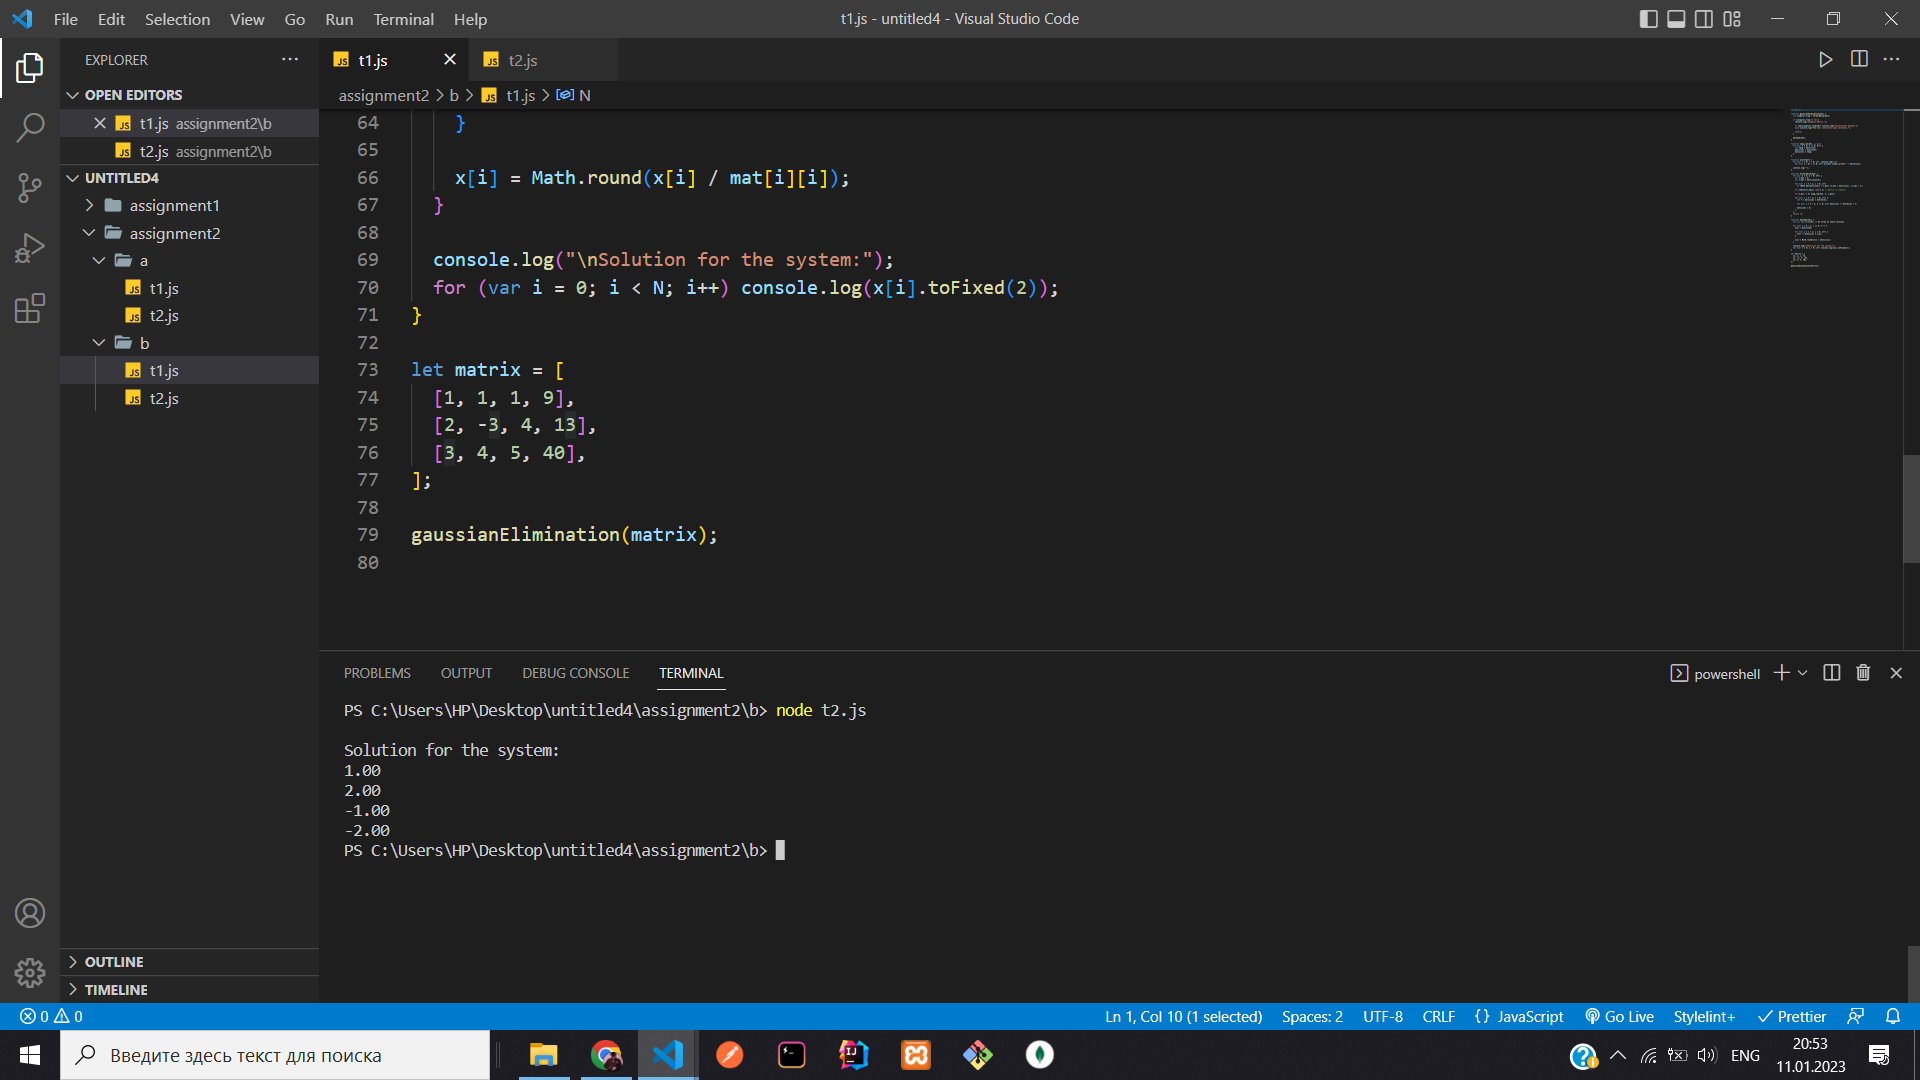 File Edit Selection View Go Run Terminal Help
t1.js - untitled4 - Visual Studio Code
EXPLORER
OPEN EDITORS
t1.js assignment2\b
t2.js assignment2\b
UNTITLED4
assignment1
assignment2
a
t1.js
t2.js
b
t1.js
t2.js
OUTLINE
TIMELINE
t1.js
t2.js
assignment2 > b > t1.js > N
64 }
65
66 x[i] = Math.round(x[i] / mat[i][i]);
67 }
68
69 console.log("\nSolution for the system:");
70 for (var i = 0; i < N; i++) console.log(x[i].toFixed(2));
71 }
72
73 let matrix = [
74 [1, 1, 1, 9],
75 [2, -3, 4, 13],
76 [3, 4, 5, 40],
77 ];
78
79 gaussianElimination(matrix);
80
PROBLEMS OUTPUT DEBUG CONSOLE TERMINAL
powershell
PS C:\Users\HP\Desktop\untitled4\assignment2\b> node t2.js
Solution for the system:
1.00
2.00
-1.00
-2.00
PS C:\Users\HP\Desktop\untitled4\assignment2\b>
0 0
Ln 1, Col 10 (1 selected) Spaces: 2 UTF-8 CRLF {} JavaScript Go Live Stylelint+ Prettier
Введите здесь текст для поиска
ENG
20:53
11.01.2023